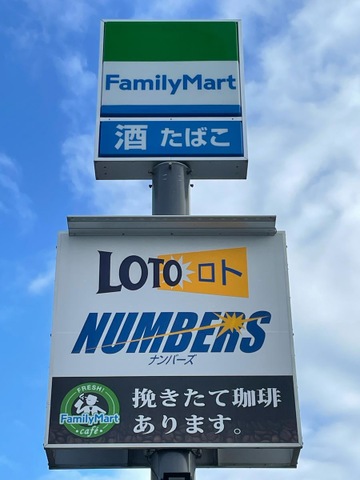 FamilyMart
酒 たばこ
LOTO ロト
NUMBERS
ナンバーズ
FRESH!
FamilyMart
café
挽きたて珈琲
あります。